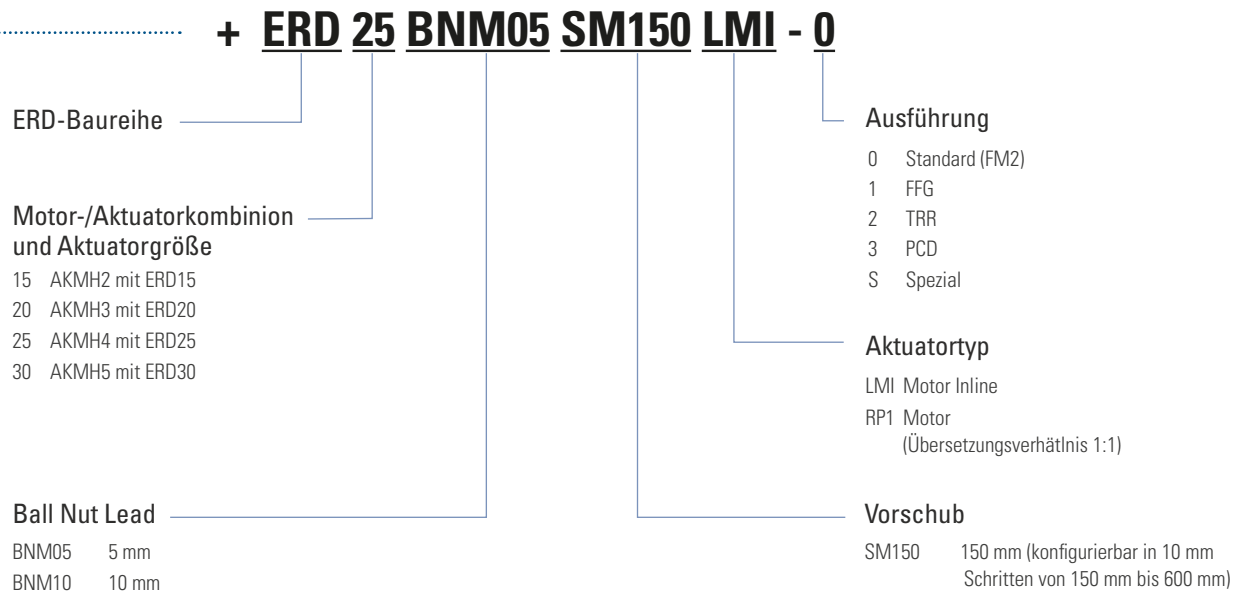 + ERD 25 BNM05 SM150 LMI - 0
ERD-Baureihe
Motor-/Aktuatorkombinion
und Aktuatorgröße
15 AKMH2 mit ERD15
20 AKMH3 mit ERD20
25 AKMH4 mit ERD25
30 AKMH5 mit ERD30
Ball Nut Lead
BNM05 5 mm
BNM10 10 mm
Ausführung
0 Standard (FM2)
1 FFG
2 TRR
3 PCD
S Spezial
Aktuatortyp
LMI Motor Inline
RP1 Motor
(Übersetzungsverhätlnis 1:1)
Vorschub
SM150 150 mm (konfigurierbar in 10 mm
Schritten von 150 mm bis 600 mm)